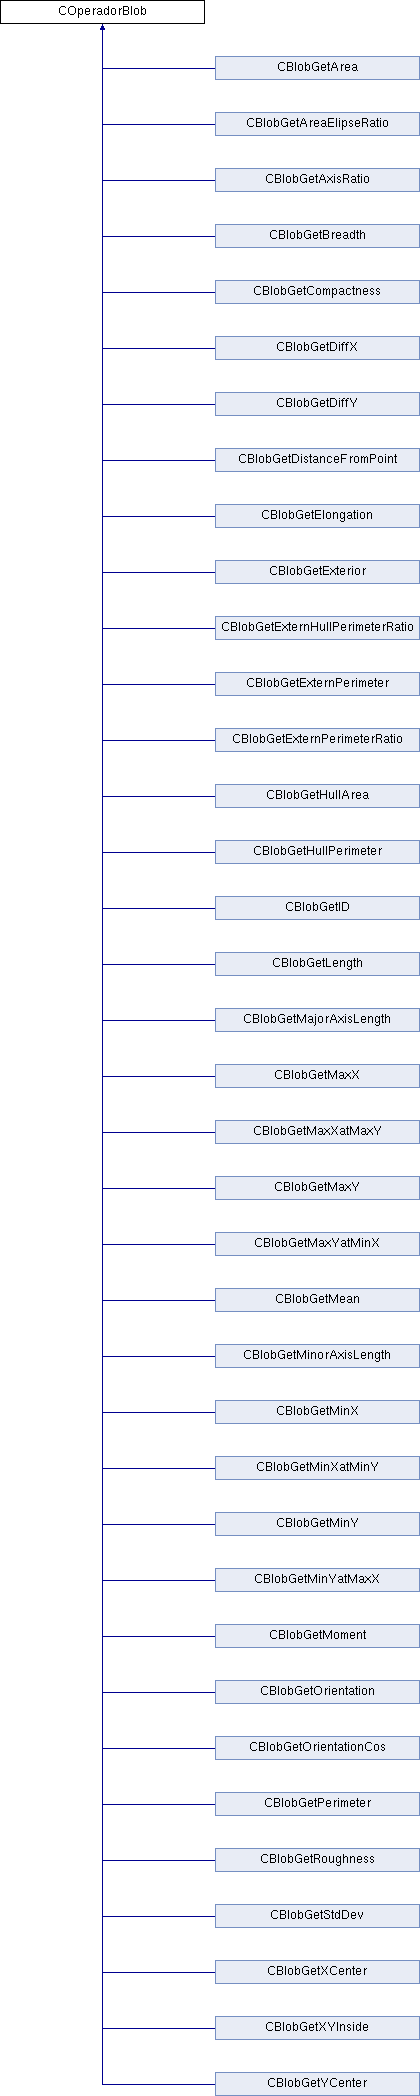 COperadorBlob
CBlobGetArea
CBlobGetAreaElipseRatio
CBlobGetAxisRatio
CBlobGetBreadth
CBlobGetCompactness
CBlobGetDiffX
CBlobGetDiffY
CBlobGetDistanceFromPoint
CBlobGetElongation
CBlobGetExterior
CBlobGetExternHullPerimeterRatio
CBlobGetExternPerimeter
CBlobGetExternPerimeterRatio
CBlobGetHullArea
CBlobGetHullPerimeter
CBlobGetID
CBlobGetLength
CBlobGetMajorAxisLength
CBlobGetMaxX
CBlobGetMaxXatMaxY
CBlobGetMaxY
CBlobGetMaxYatMinX
CBlobGetMean
CBlobGetMinorAxisLength
CBlobGetMinX
CBlobGetMinXatMinY
CBlobGetMinY
CBlobGetMinYatMaxX
CBlobGetMoment
CBlobGetOrientation
CBlobGetOrientationCos
CBlobGetPerimeter
CBlobGetRoughness
CBlobGetStdDev
CBlobGetXCenter
CBlobGetXYInside
CBlobGetYCenter